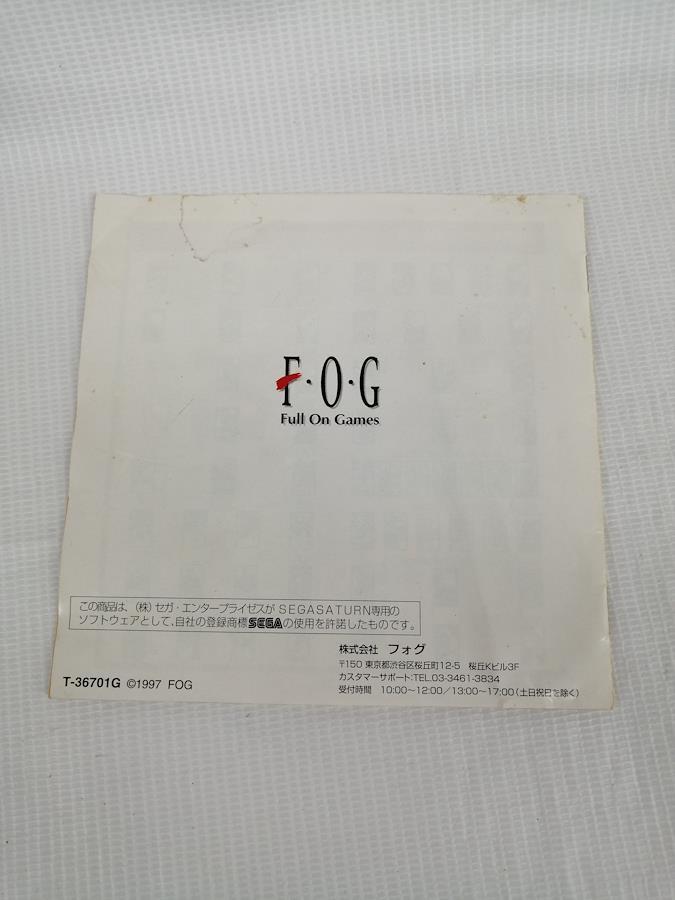 F・O・G
Full On Games
この商品は、(株)セガ・エンタープライゼスがSEGASATURN専用の
ソフトウェアとして、自社の登録商標SEGAの使用を許諾したものです。
株式会社 フォグ
〒150 東京都渋谷区桜丘町12-5 桜丘Kビル3F
カスタマーサポート:TEL.03-3461-3834
受付時間 10:00~12:00/13:00~17:00(土日祝日を除く)
T-36701G ©1997 FOG